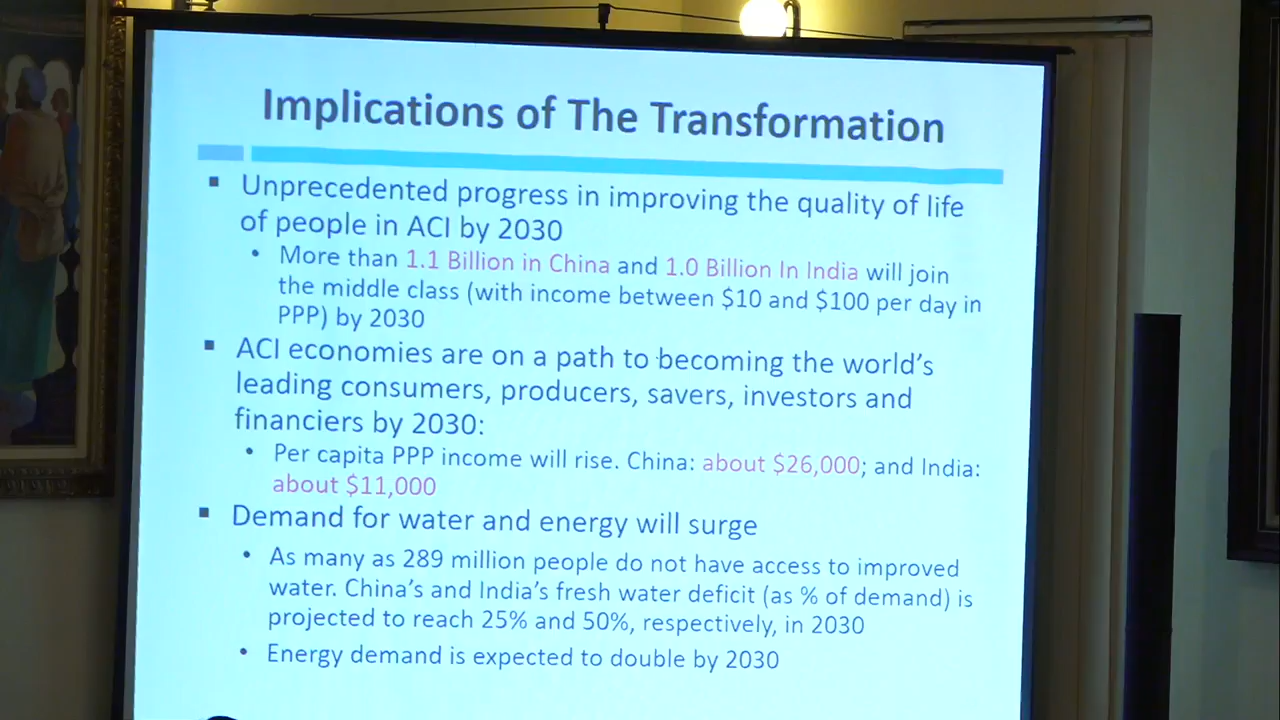 Implications of The Transformation
▪ Unprecedented progress in improving the quality of life
of people in ACI by 2030
• More than 1.1 Billion in China and 1.0 Billion In India will join
the middle class (with income between $10 and $100 per day in
PPP) by 2030
▪ ACI economies are on a path to becoming the world's
leading consumers, producers, savers, investors and
financiers by 2030:
• Per capita PPP income will rise. China: about $26,000; and India:
about $11,000
▪ Demand for water and energy will surge
• As many as 289 million people do not have access to improved
water. China's and India's fresh water deficit (as % of demand) is
projected to reach 25% and 50%, respectively, in 2030
• Energy demand is expected to double by 2030